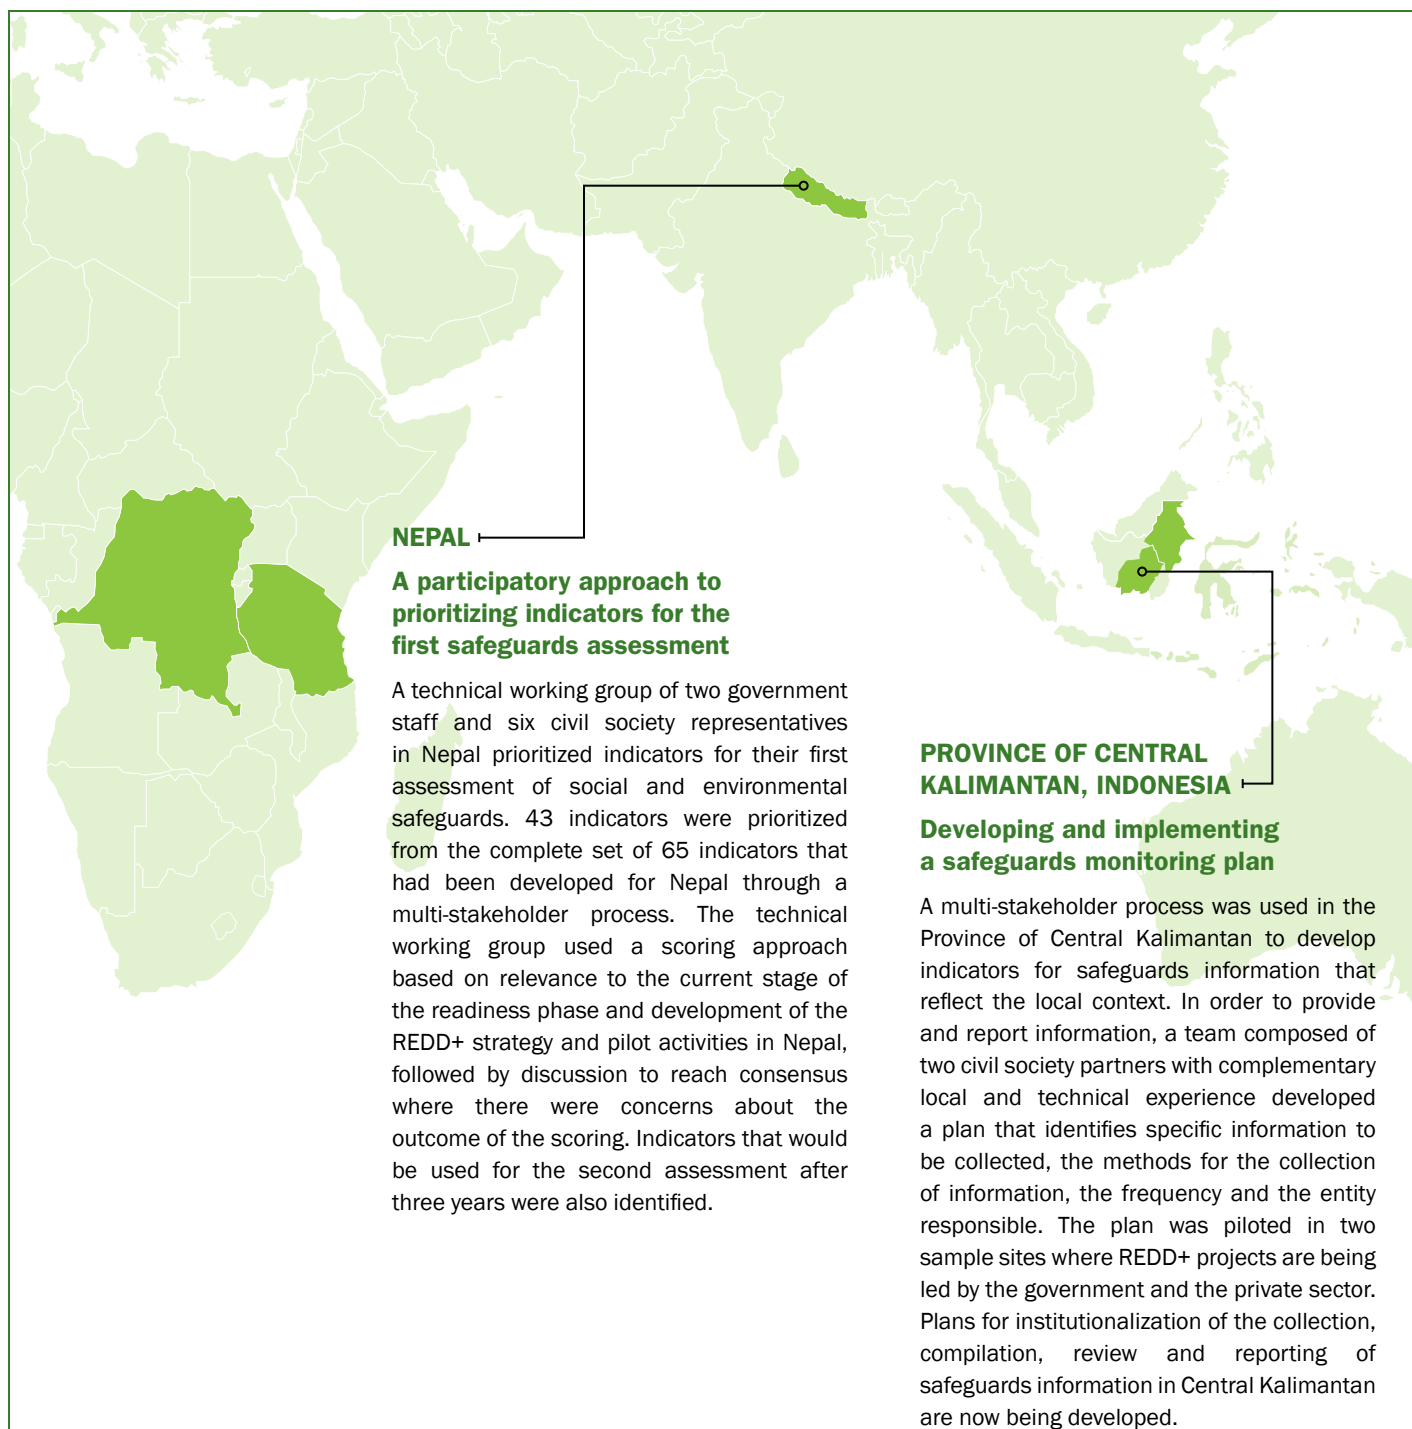 NEPAL
A participatory approach to
prioritizing indicators for the
first safeguards assessment
A technical working group of two government
staff and six civil society representatives
in Nepal prioritized indicators for their first
assessment of social and environmental
safeguards. 43 indicators were prioritized
from the complete set of 65 indicators that
had been developed for Nepal through a
multi-stakeholder process. The technical
working group used a scoring approach
based on relevance to the current stage of
the readiness phase and development of the
REDD+ strategy and pilot activities in Nepal,
followed by discussion to reach consensus
where there were concerns about the
outcome of the scoring. Indicators that would
be used for the second assessment after
three years were also identified.
PROVINCE OF CENTRAL
KALIMANTAN, INDONESIA
Developing and implementing
a safeguards monitoring plan
A multi-stakeholder process was used in the
Province of Central Kalimantan to develop
indicators for safeguards information that
reflect the local context. In order to provide
and report information, a team composed of
two civil society partners with complementary
local and technical experience developed
a plan that identifies specific information to
be collected, the methods for the collection
of information, the frequency and the entity
responsible. The plan was piloted in two
sample sites where REDD+ projects are being
led by the government and the private sector.
Plans for institutionalization of the collection,
compilation, review and reporting of
safeguards information in Central Kalimantan
are now being developed.